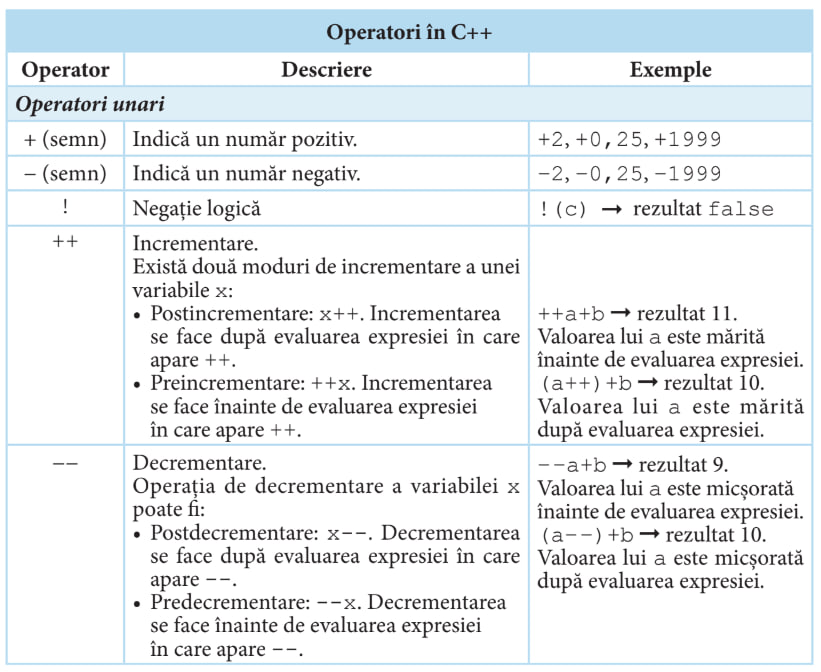 Operatori în C++
Operator Descriere Exemple
Operatori unari
+ (semn) Indică un număr pozitiv. +2, +0,25, +1999
− (semn) Indică un număr negativ. −2, −0,25, −1999
! Negație logică !(c) → rezultat false
++ Incrementare.
Există două moduri de incrementare a unei
variabile x:
• Postincrementare: x++. Incrementarea
se face după evaluarea expresiei în care
apare ++.
• Preincrementare: ++x. Incrementarea
se face înainte de evaluarea expresiei
în care apare ++.
++a+b → rezultat 11.
Valoarea lui a este mărită
înainte de evaluarea expresiei.
(a++)+b → rezultat 10.
Valoarea lui a este mărită
după evaluarea expresiei.
−− Decrementare.
Operația de decrementare a variabilei x
poate fi:
• Postdecrementare: x−−. Decrementarea
se face după evaluarea expresiei în care
apare −−.
• Predecrementare: −−x. Decrementarea
se face înainte de evaluarea expresiei
în care apare −−.
−−a+b → rezultat 9.
Valoarea lui a este micșorată
înainte de evaluarea expresiei.
(a−−)+b → rezultat 10.
Valoarea lui a este micșorată
după evaluarea expresiei.